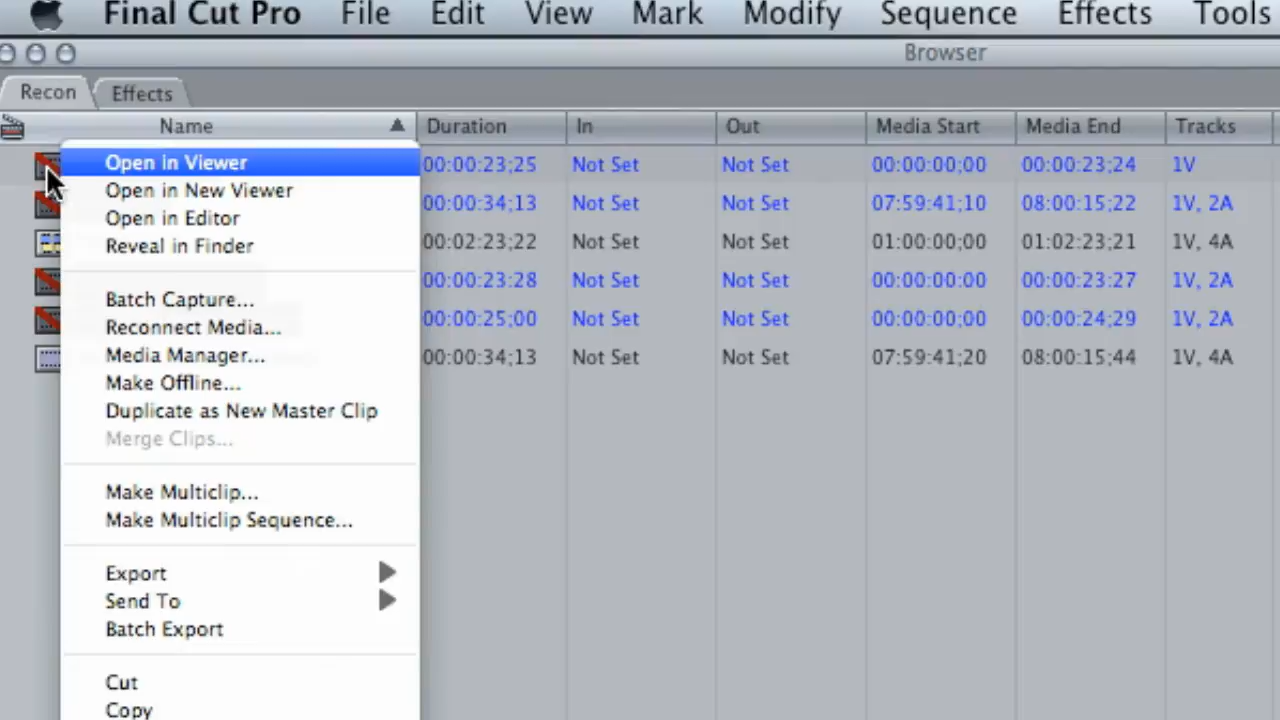 Final Cut Pro File Edit View Mark Modify Sequence Effects Tools
Browser
Recon Effects
Name Duration In Out Media Start Media End Tracks
Open in Viewer 00:00:23;25 Not Set Not Set 00:00:00;00 00:00:23;24 1V
Open in New Viewer
00:00:34;13 Not Set Not Set 07:59:41;10 08:00:15;22 1V, 2A
Open in Editor
Reveal in Finder 00:02:23;22 Not Set Not Set 01:00:00;00 01:02:23;21 1V, 4A
00:00:23:28 Not Set Not Set 00:00:00:00 00:00:23:27 1V, 2A
Batch Capture...
Reconnect Media... 00:00:25;00 Not Set Not Set 00:00:00;00 00:00:24;29 1V, 2A
Media Manager... 00:00:34;13 Not Set Not Set 07:59:41;20 08:00:15;44 1V, 4A
Make Offline...
Duplicate as New Master Clip
Merge Clips...
Make Multiclip...
Make Multiclip Sequence...
Export
Send To
Batch Export
Cut
Copy